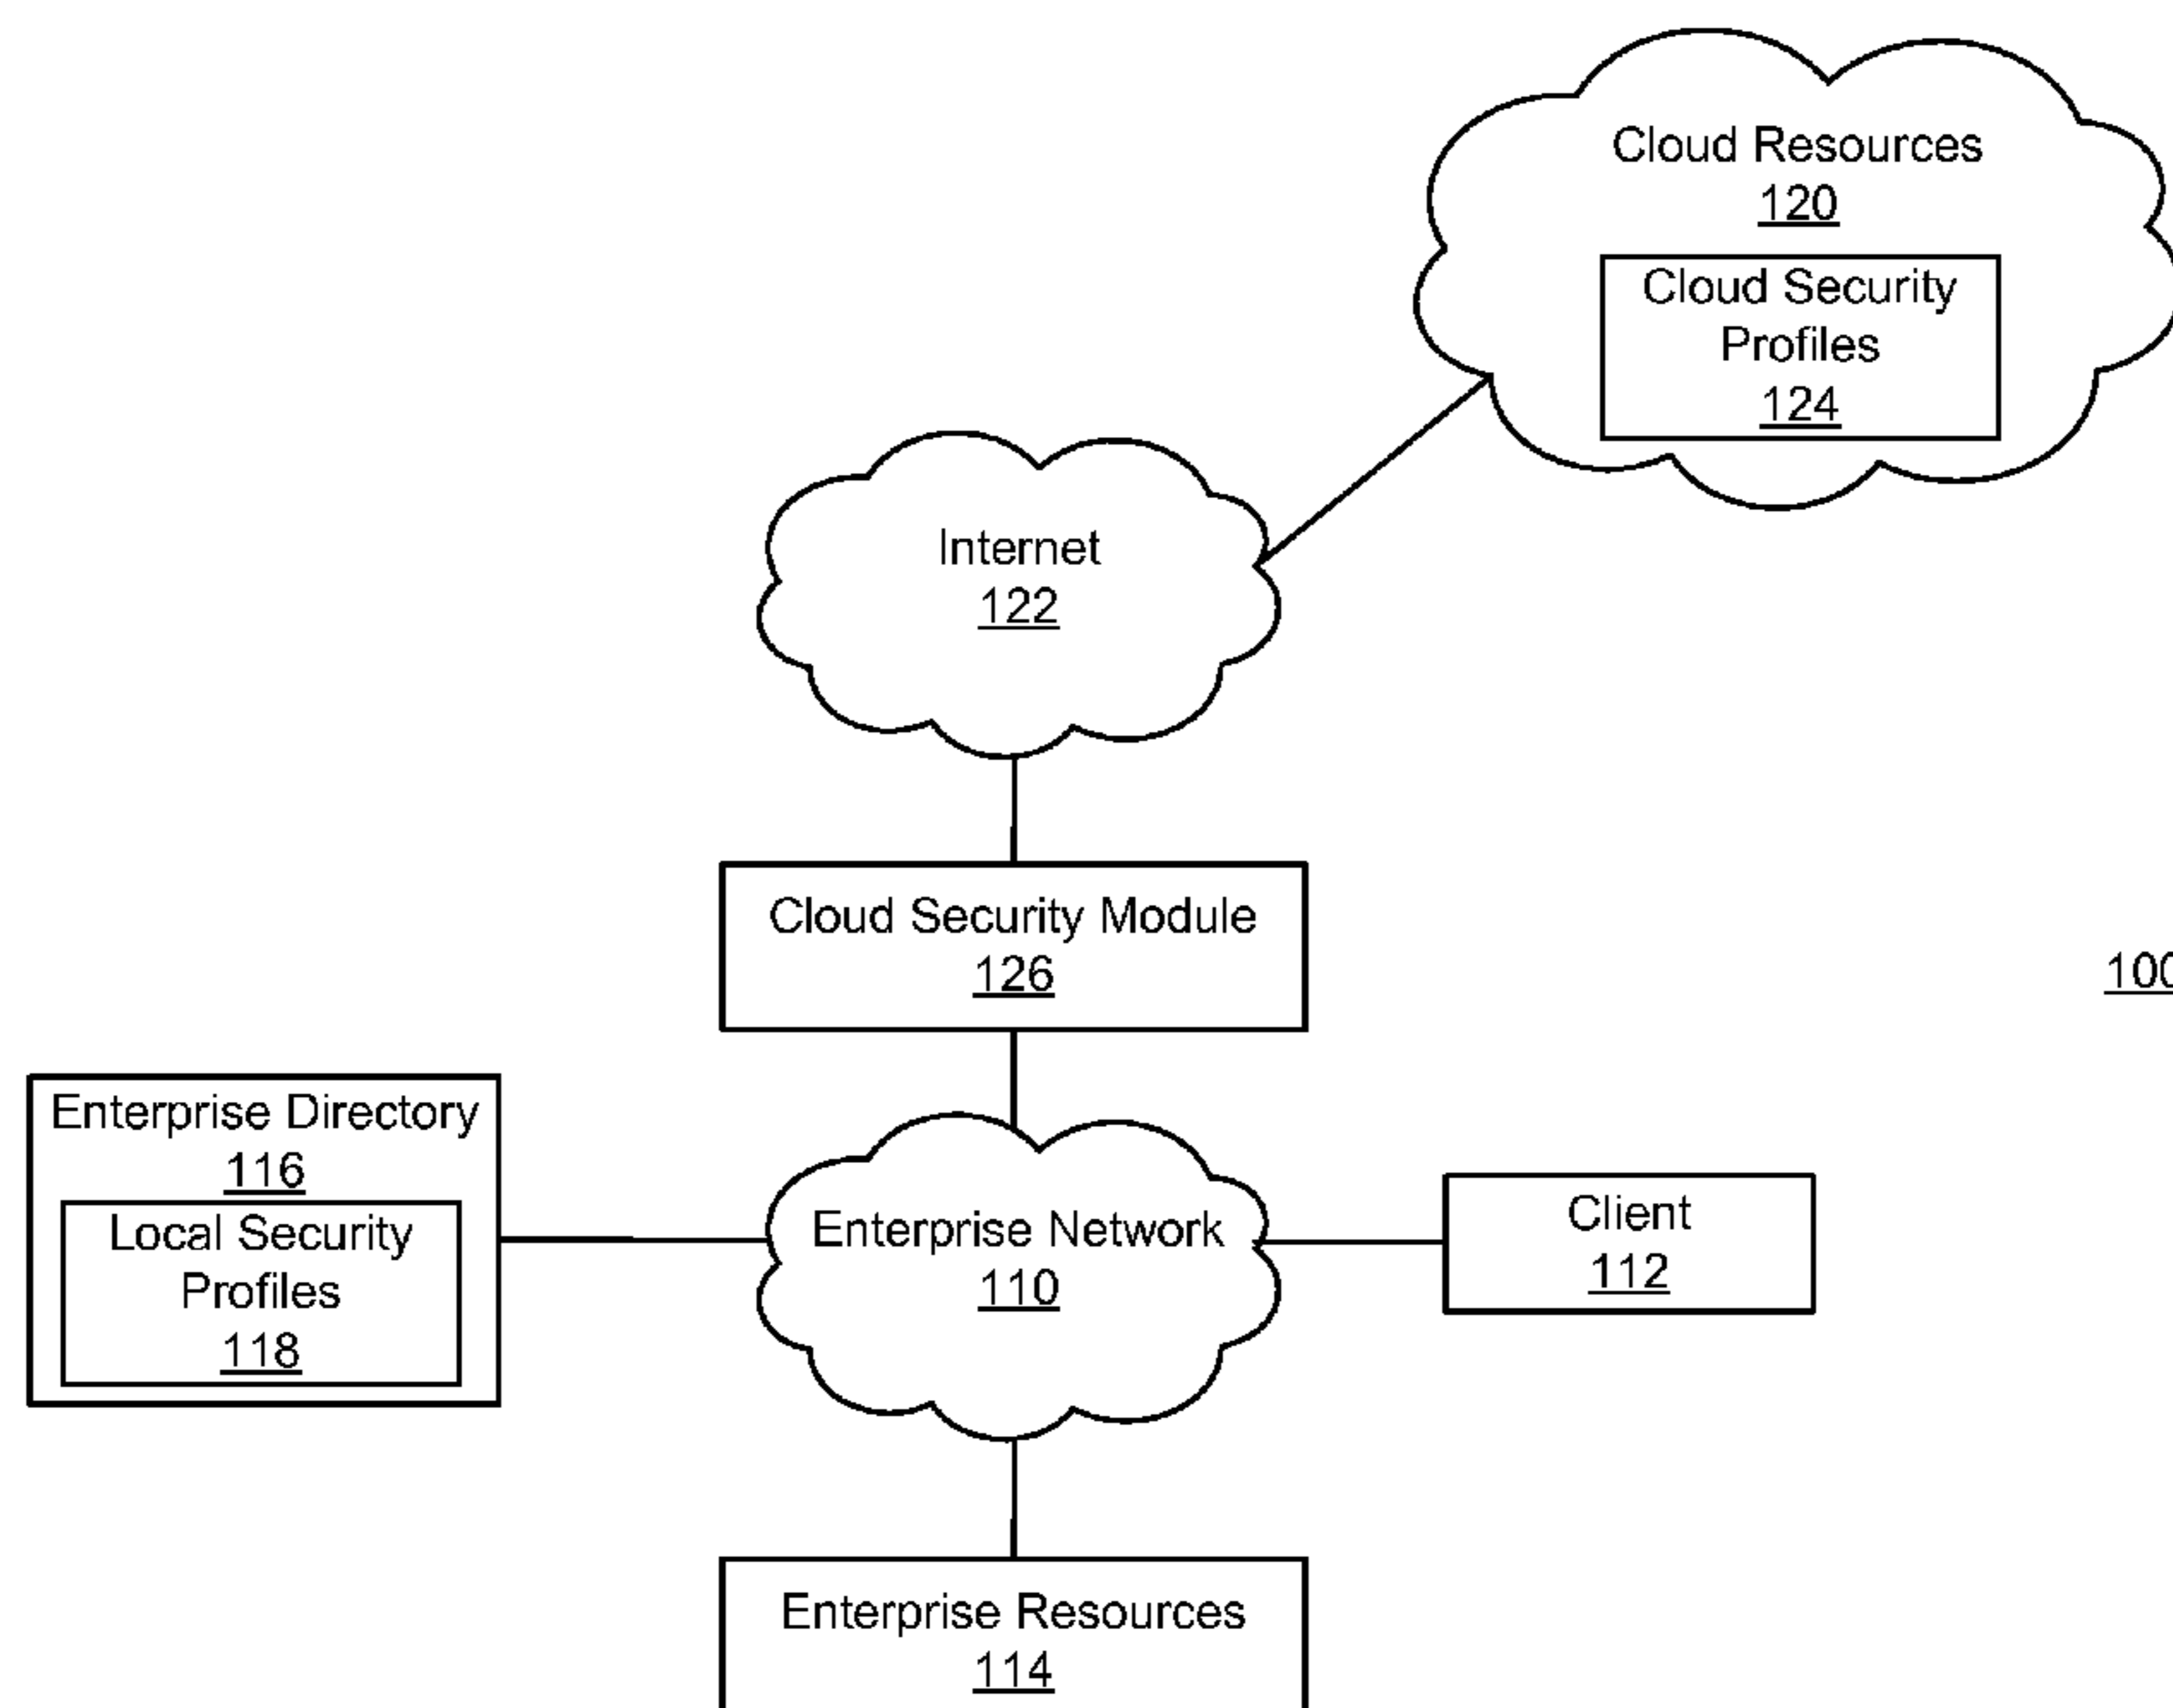 Cloud Resources
120
Cloud Security
Profiles
124
Internet
122
Cloud Security Module
126
100
Enterprise Directory
116
Local Security
Profiles
118
Enterprise Network
110
Client
112
Enterprise Resources
114